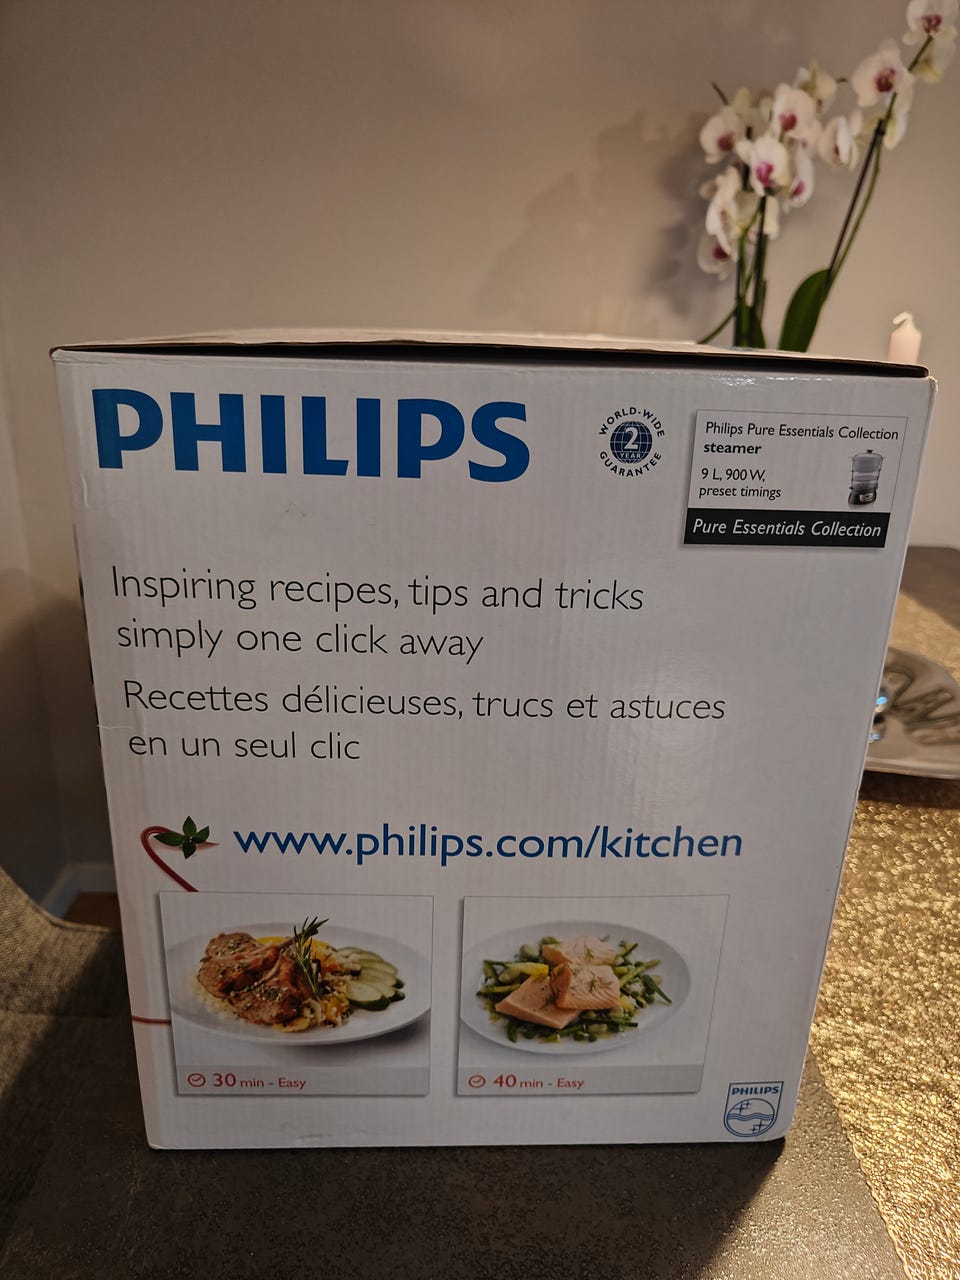 PHILIPS
WORLD-WIDE
2
YEAR
GUARANTEE
Philips Pure Essentials Collection
steamer
9 L, 900 W,
preset timings
Pure Essentials Collection
Inspiring recipes, tips and tricks
simply one click away
Recettes délicieuses, trucs et astuces
en un seul clic
www.philips.com/kitchen
30 min - Easy
40 min - Easy
PHILIPS